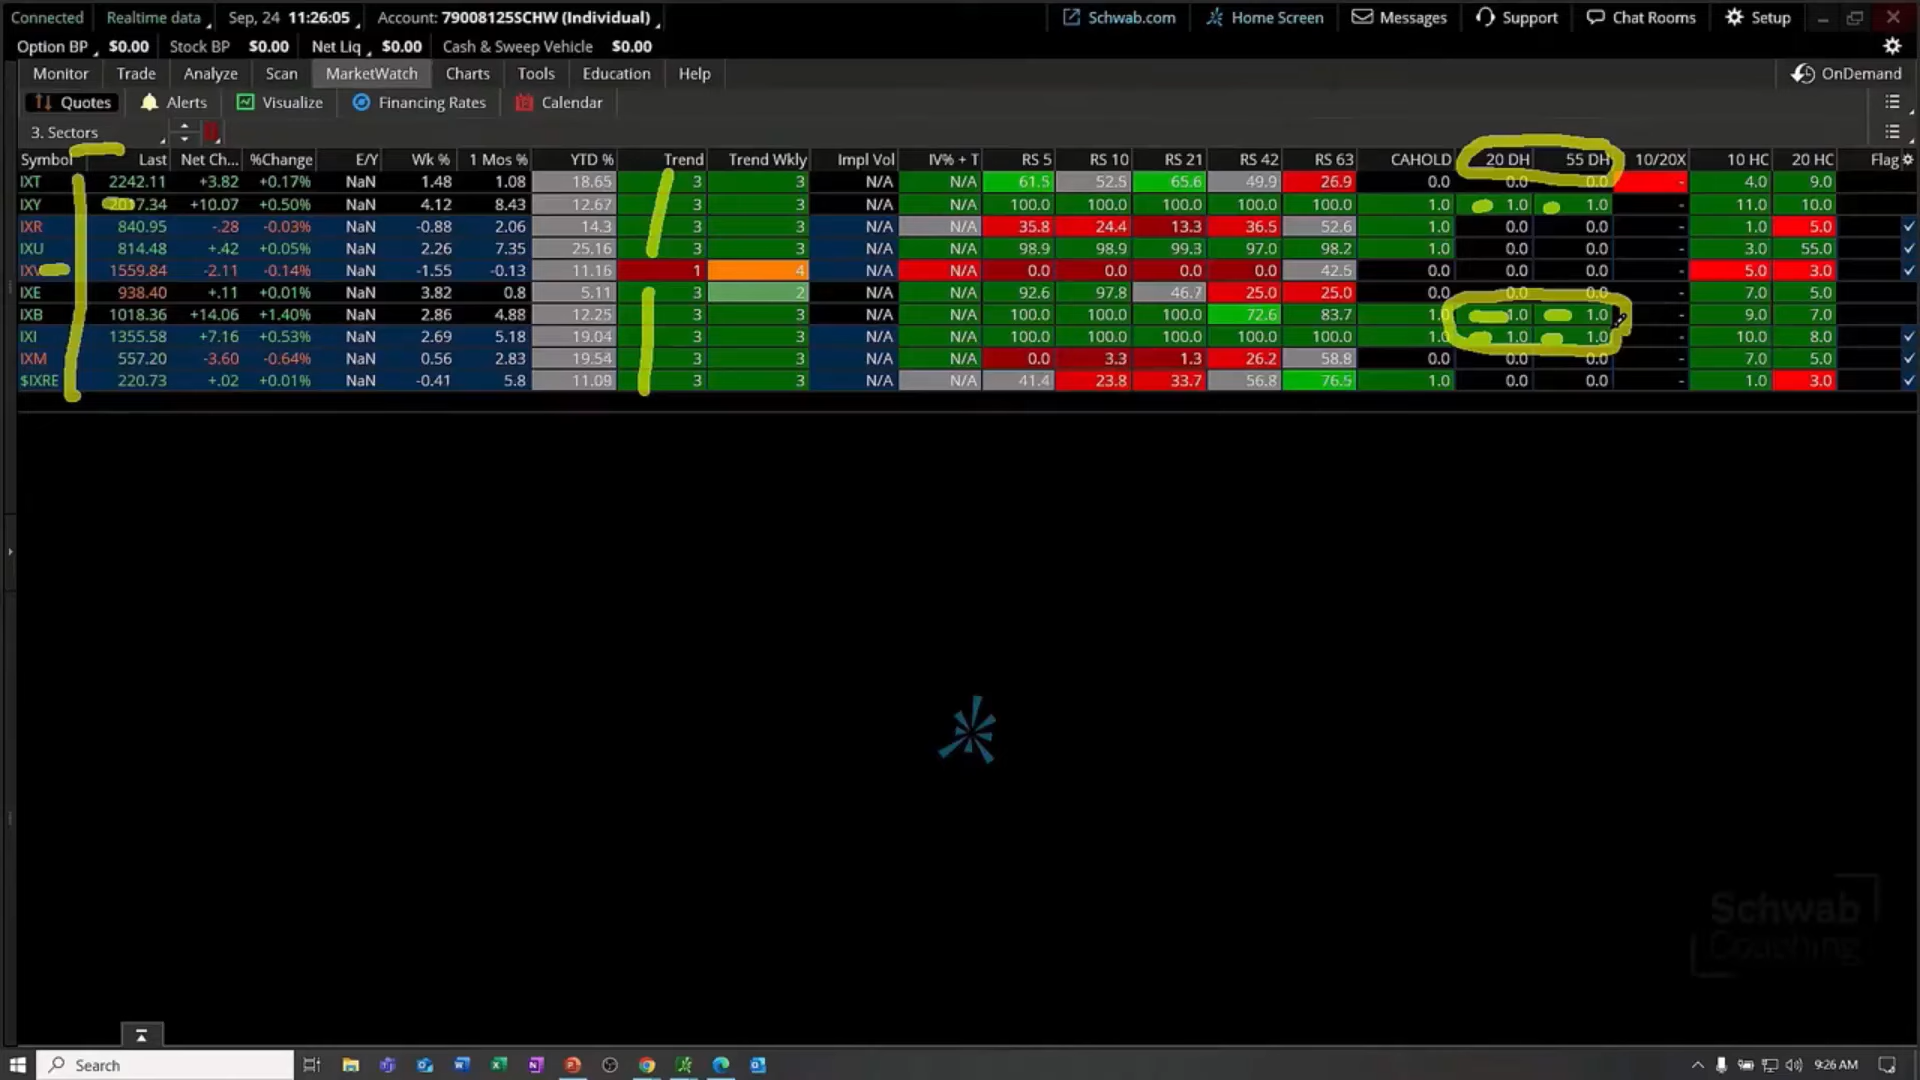 Connected Realtime data Sep, 24 11:26:05 Account: 79008125SCHW (Individual) Schwab.com Home Screen Messages Support Chat Rooms Setup
Option BP $0.00 Stock BP $0.00 Net Liq $0.00 Cash & Sweep Vehicle $0.00
Monitor Trade Analyze Scan MarketWatch Charts Tools Education Help OnDemand
Quotes Alerts Visualize Financing Rates Calendar
3. Sectors
Symbol Last Net Ch... %Change E/Y Wk % 1 Mos % YTD % Trend Trend Wkly Impl Vol IV% + T RS 5 RS 10 RS 21 RS 42 RS 63 CAHOLD 20 DH 55 DH 10/20X 10 HC 20 HC Flag
IXT 2242.11 +3.82 +0.17% NaN 1.48 1.08 18.65 3 3 N/A N/A 61.5 52.5 65.6 49.9 26.9 0.0 0.0 0.0 - 4.0 9.0
IXY 2017.34 +10.07 +0.50% NaN 4.12 8.43 12.67 3 3 N/A N/A 100.0 100.0 100.0 100.0 100.0 1.0 1.0 1.0 - 11.0 10.0
IXR 840.95 -.28 -0.03% NaN -0.88 2.06 14.3 3 3 N/A N/A 35.8 24.4 13.3 36.5 52.6 1.0 0.0 0.0 - 1.0 5.0
IXU 814.48 +.42 +0.05% NaN 2.26 7.35 25.16 3 3 N/A N/A 98.9 98.9 99.3 97.0 98.2 1.0 0.0 0.0 - 3.0 55.0
IXV 1559.84 -2.11 -0.14% NaN -1.55 -0.13 11.16 1 4 N/A N/A 0.0 0.0 0.0 0.0 42.5 0.0 0.0 0.0 - 5.0 3.0
IXE 938.40 +.11 +0.01% NaN 3.82 0.8 5.11 3 2 N/A N/A 92.6 97.8 46.7 25.0 25.0 0.0 0.0 0.0 - 7.0 5.0
IXB 1018.36 +14.06 +1.40% NaN 2.86 4.88 12.25 3 3 N/A N/A 100.0 100.0 100.0 72.6 83.7 1.0 1.0 1.0 - 9.0 7.0
IXI 1355.58 +7.16 +0.53% NaN 2.69 5.18 19.04 3 3 N/A N/A 100.0 100.0 100.0 100.0 100.0 1.0 1.0 1.0 - 10.0 8.0
IXM 557.20 -3.60 -0.64% NaN 0.56 2.83 19.54 3 3 N/A N/A 0.0 3.3 1.3 26.2 58.8 0.0 0.0 0.0 - 7.0 5.0
$IXRE 220.73 +.02 +0.01% NaN -0.41 5.8 11.09 3 3 N/A N/A 41.4 23.8 33.7 56.8 76.5 1.0 0.0 0.0 - 1.0 3.0
Schwab
Coaching
Search 9:26 AM